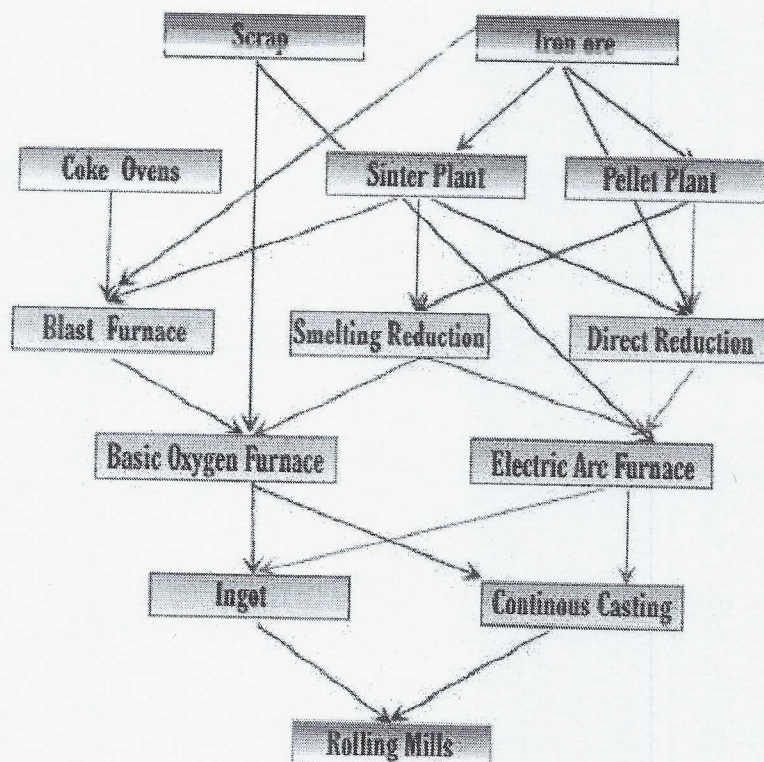 Scrap
Iron ore
Coke Ovens
Sinter Plant
Pellet Plant
Blast Furnace
Smelting Reduction
Direct Reduction
Basic Oxygen Furnace
Electric Arc Furnace
Ingot
Continous Casting
Rolling Mills